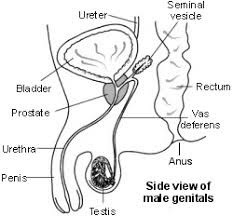 Ureter
Seminal
vesicle
Bladder
Rectum
Prostate
Vas
deferens
Urethra
Anus
Penis
Side view of
male genitals
Testis